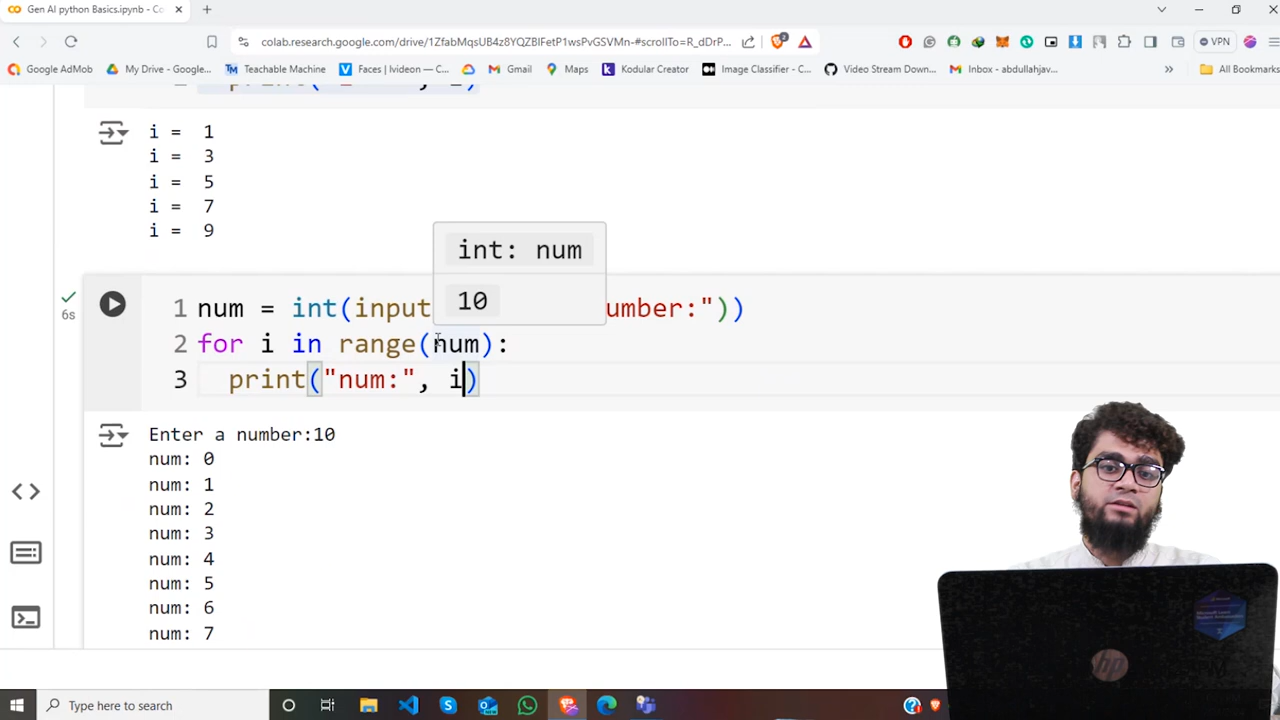 Gen AI python Basics.ipynb - Co
colab.research.google.com/drive/1ZfabMqsUB4z8YQZBIFetP1wsPvGSVMn-#scrollTo=R_dDrP...
2
VPN
Google AdMob
My Drive - Google...
Teachable Machine
Faces | Ivideon — C...
Gmail
Maps
Kodular Creator
Image Classifier - C...
Video Stream Down...
Inbox - abdullahjav...
»
All Bookmarks
i =  1
i =  3
i =  5
i =  7
i =  9
int: num
10
6s
1 num = int(input umber:"))
2 for i in range(num):
3 print("num:", i)
Enter a number:10
num: 0
num: 1
num: 2
num: 3
num: 4
num: 5
num: 6
num: 7
hp
Type here to search